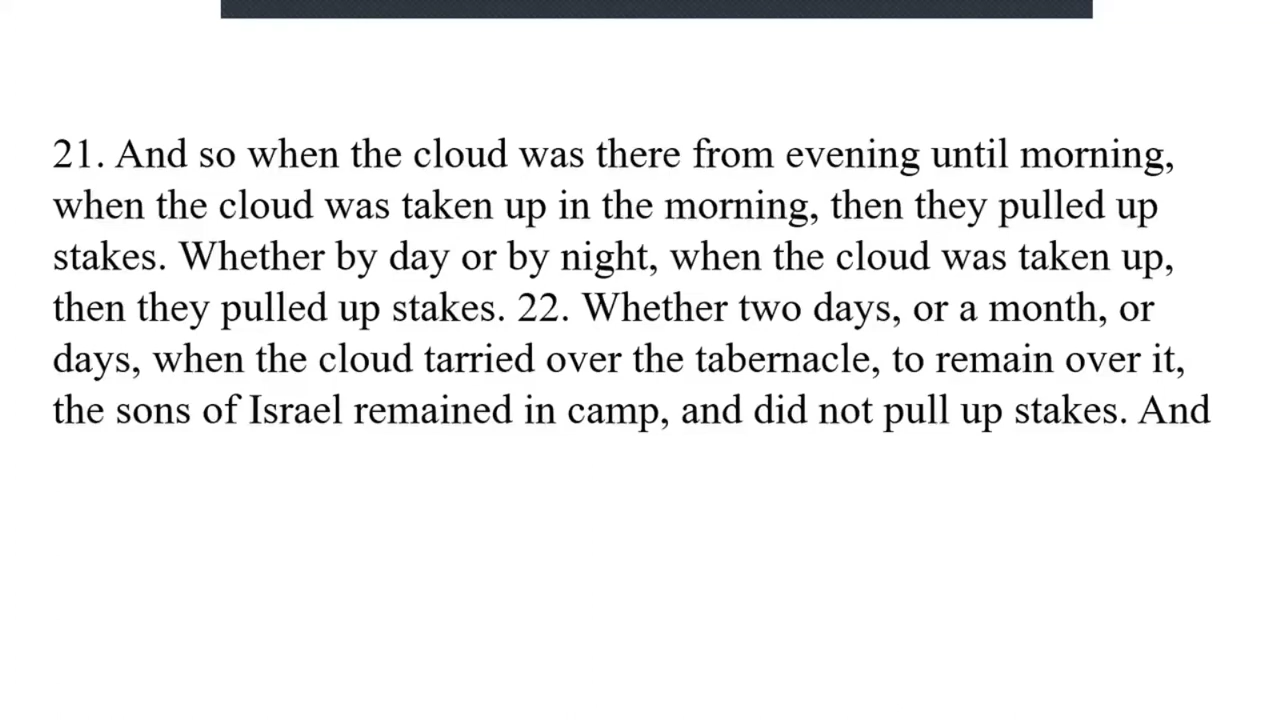 21. And so when the cloud was there from evening until morning,
when the cloud was taken up in the morning, then they pulled up
stakes. Whether by day or by night, when the cloud was taken up,
then they pulled up stakes. 22. Whether two days, or a month, or
days, when the cloud tarried over the tabernacle, to remain over it,
the sons of Israel remained in camp, and did not pull up stakes. And